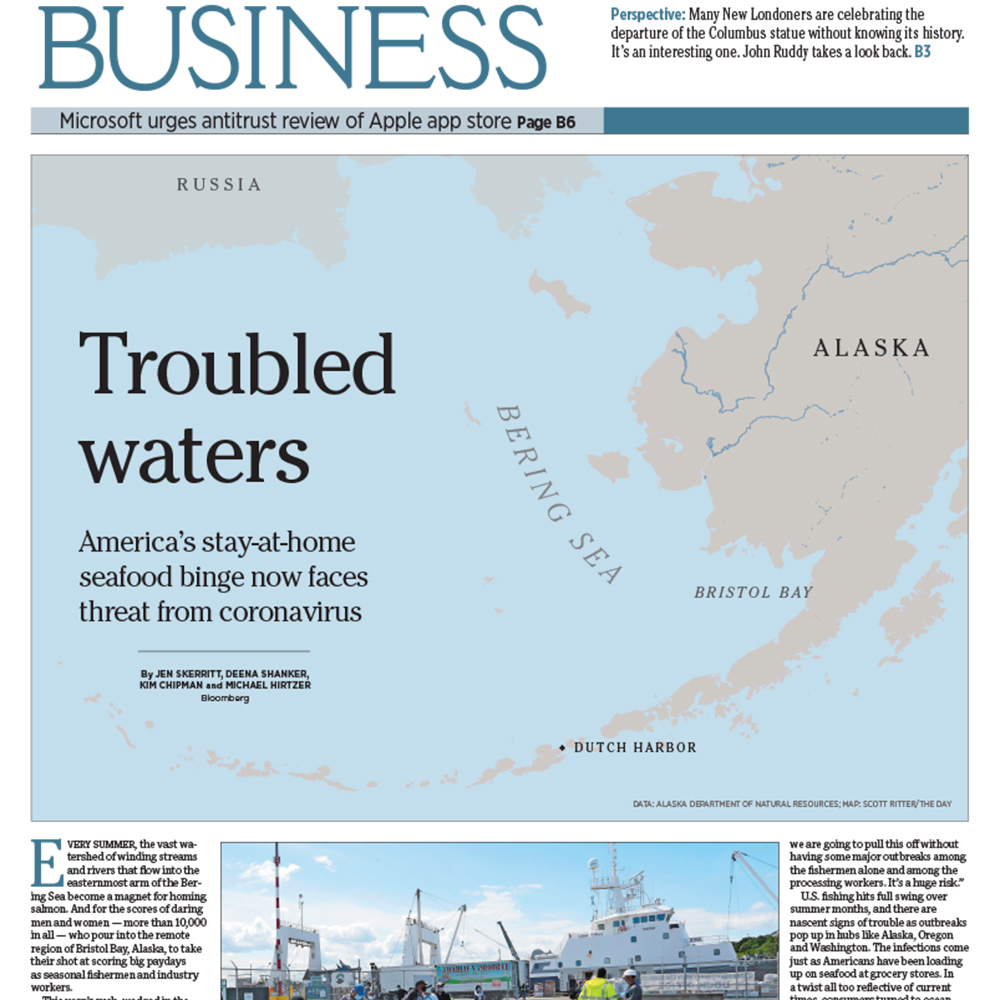 BUSINESS
Perspective: Many New Londoners are celebrating the
departure of the Columbus statue without knowing its history.
It's an interesting one. John Ruddy takes a look back. B3
Microsoft urges antitrust review of Apple app store Page B6
RUSSIA
ALASKA
Troubled
waters
BERING SEA
America's stay-at-home
seafood binge now faces
threat from coronavirus
BRISTOL BAY
By JEN SKERRITT, DEENA SHANKER,
KIM CHIPMAN and MICHAEL HIRTZER
Bloomberg
DUTCH HARBOR
DATA: ALASKA DEPARTMENT OF NATURAL RESOURCES; MAP: SCOTT RITTER/THE DAY
EVERY SUMMER, the vast wa-
tershed of winding streams
and rivers that flow into the
easternmost arm of the Ber-
ing Sea become a magnet for homing
salmon. And for the scores of daring
men and women — more than 10,000
in all — who pour into the remote
region of Bristol Bay, Alaska, to take
their shot at scoring big paydays
as seasonal fishermen and industry
workers.
we are going to pull this off without
having some major outbreaks among
the fishermen alone and among the
processing workers. It's a huge risk."
U.S. fishing hits full swing over
summer months, and there are
nascent signs of trouble as outbreaks
pop up in hubs like Alaska, Oregon
and Washington. The infections come
just as Americans have been loading
up on seafood at grocery stores. In
a twist all too reflective of current